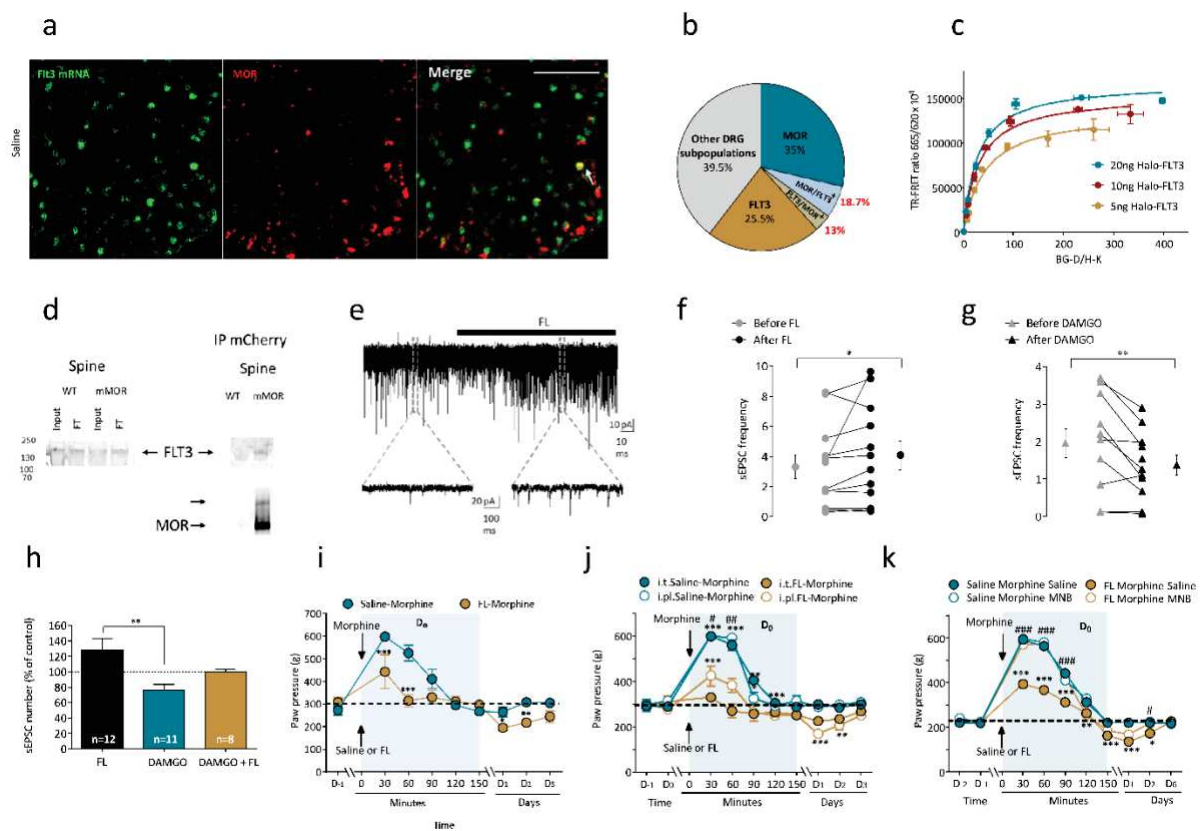 a
Flt3 mRNA
MOR
Merge
Saline
b
MOR
35%
Other DRG
subpopulations
39.5%
MOR/FLT3+
18.7%
FLT3/MOR+
13%
FLT3
25.5%
c
TR-FRET ratio 665/620 x 10⁴
150000
100000
50000
0
0 100 200 300 400
BG-D/H-K
20ng Halo-FLT3
10ng Halo-FLT3
5ng Halo-FLT3
d
IP mCherry
Spine
Spine
WT mMOR
WT mMOR
Input FT Input FT
250
130
100
70
FLT3
MOR
e
FL
10 pA
10
ms
20 pA
100
ms
f
Before FL
After FL
*
sEPSC frequency
10
8
6
4
2
0
g
Before DAMGO
After DAMGO
**
sEPSC frequency
4
3
2
1
0
h
sEPSC number (% of control)
160
140
120
100
80
60
40
20
0
**
n=12 n=11 n=8
FL DAMGO DAMGO + FL
i
Saline-Morphine FL-Morphine
Paw pressure (g)
700
600
500
400
300
200
100
0
Morphine
Saline or FL
D₀
***
***
*
**
D-1 0 30 60 90 120 150 D1 D2 D3
Minutes Days
Time
j
i.t.Saline-Morphine i.t.FL-Morphine
i.pl.Saline-Morphine i.pl.FL-Morphine
Paw pressure (g)
600
400
200
0
Morphine
Saline or FL
D₀
# ##
*** ***
***
**
***
***
**
D-1 D0 0 30 60 90 120 150 D1 D2 D3
Time Minutes Days
k
Saline Morphine Saline FL Morphine Saline
Saline Morphine MNB FL Morphine MNB
Paw pressure (g)
600
400
200
0
Morphine
Saline or FL
D₀
### ###
###
*** *** ***
**
***
***
#
*
D-2 D-1 0 30 60 90 120 150 D1 D2 D6
Time Minutes Days